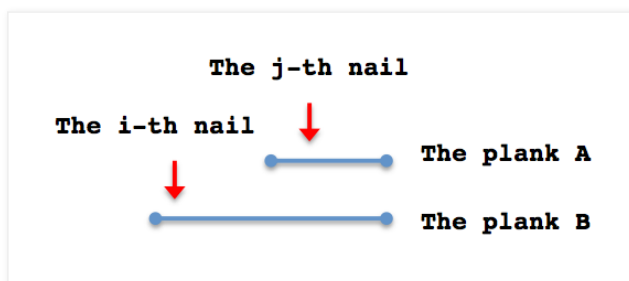 The j-th nail
The i-th nail
The plank A
The plank B